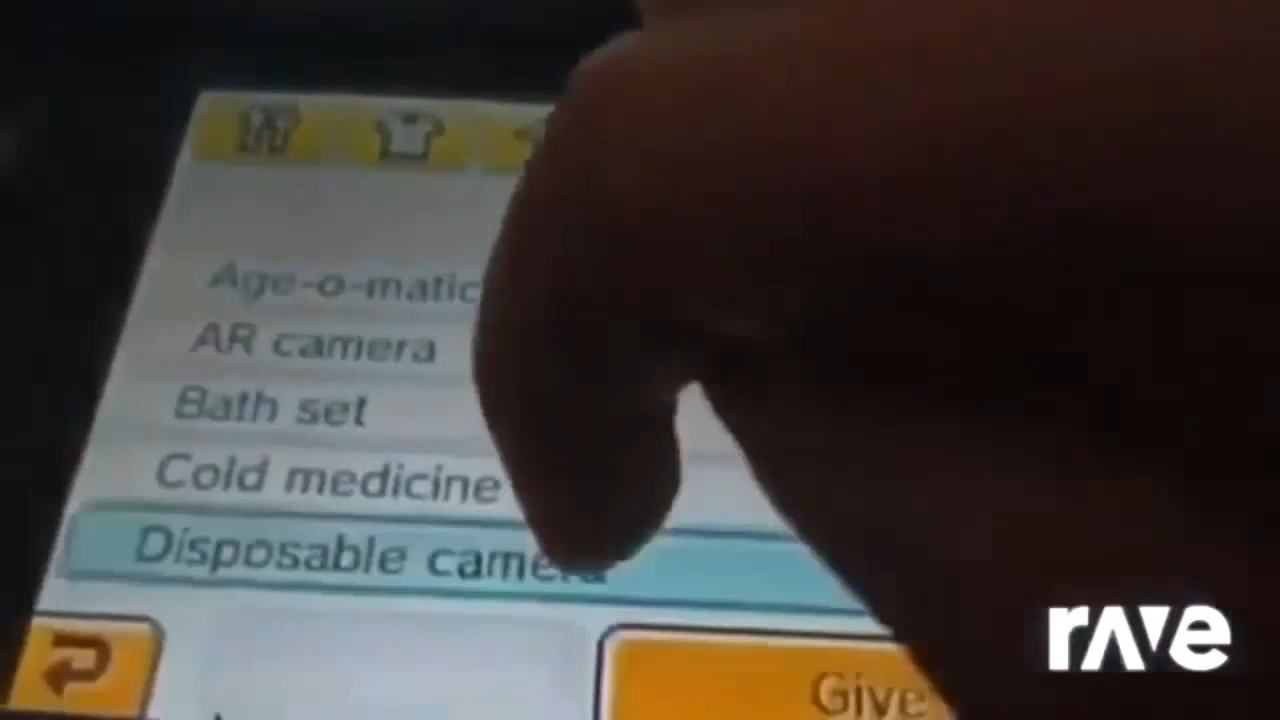 Age-o-matic
AR camera
Bath set
Cold medicine
Disposable camera
Give
rave